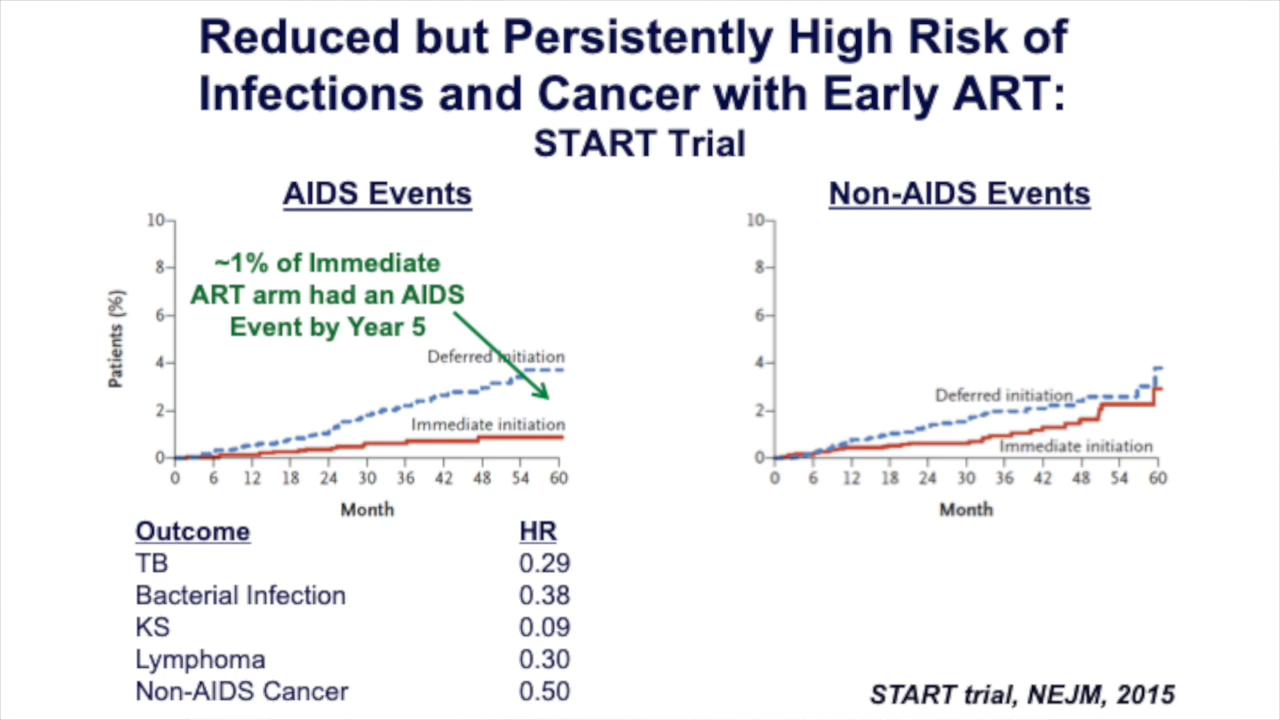 Reduced but Persistently High Risk of
Infections and Cancer with Early ART:
START Trial
AIDS Events
10
8
6
4
2
0
Patients (%)
~1% of Immediate
ART arm had an AIDS
Event by Year 5
Deferred initiation
Immediate initiation
0 6 12 18 24 30 36 42 48 54 60
Month
Non-AIDS Events
10
8
6
4
2
0
Deferred initiation
Immediate initiation
0 6 12 18 24 30 36 42 48 54 60
Month
Outcome HR
TB 0.29
Bacterial Infection 0.38
KS 0.09
Lymphoma 0.30
Non-AIDS Cancer 0.50
START trial, NEJM, 2015